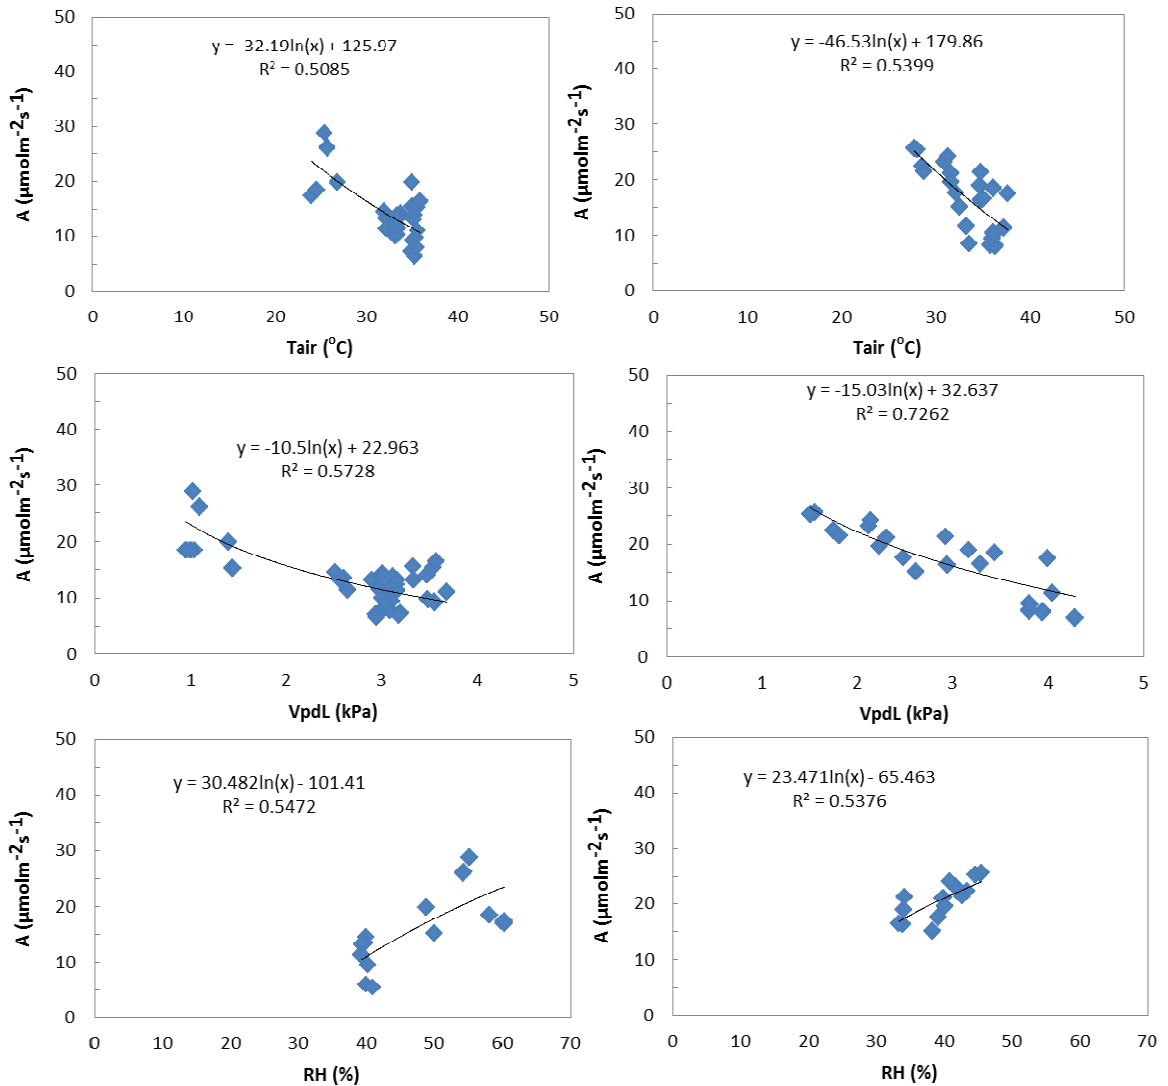 50
40
30
20
10
0
A (µmolm-2s-1)
y = -32.19ln(x) + 125.97
R² = 0.5085
0 10 20 30 40 50
Tair (oC)
50
40
30
20
10
0
A (µmolm-2s-1)
y = -46.53ln(x) + 179.86
R² = 0.5399
0 10 20 30 40 50
Tair (oC)
50
40
30
20
10
0
A (µmolm-2s-1)
y = -10.5ln(x) + 22.963
R² = 0.5728
0 1 2 3 4 5
VpdL (kPa)
50
40
30
20
10
0
A (µmolm-2s-1)
y = -15.03ln(x) + 32.637
R² = 0.7262
0 1 2 3 4 5
VpdL (kPa)
50
40
30
20
10
0
A (µmolm-2s-1)
y = 30.482ln(x) - 101.41
R² = 0.5472
0 10 20 30 40 50 60 70
RH (%)
50
40
30
20
10
0
A (µmolm-2s-1)
y = 23.471ln(x) - 65.463
R² = 0.5376
0 10 20 30 40 50 60 70
RH (%)